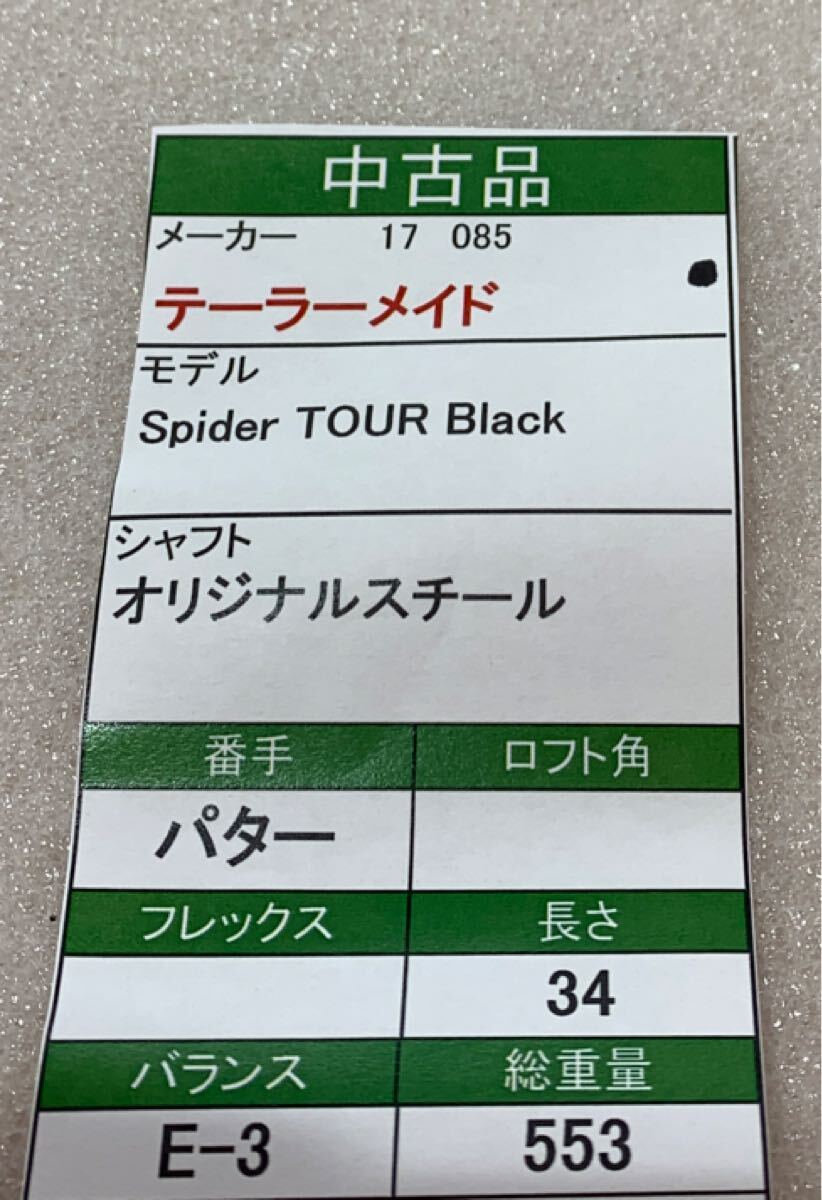 中古品
メーカー 17 085
テーラーメイド
モデル
Spider TOUR Black
シャフト
オリジナルスチール
番手 ロフト角
パター
フレックス 長さ
34
バランス 総重量
E-3 553